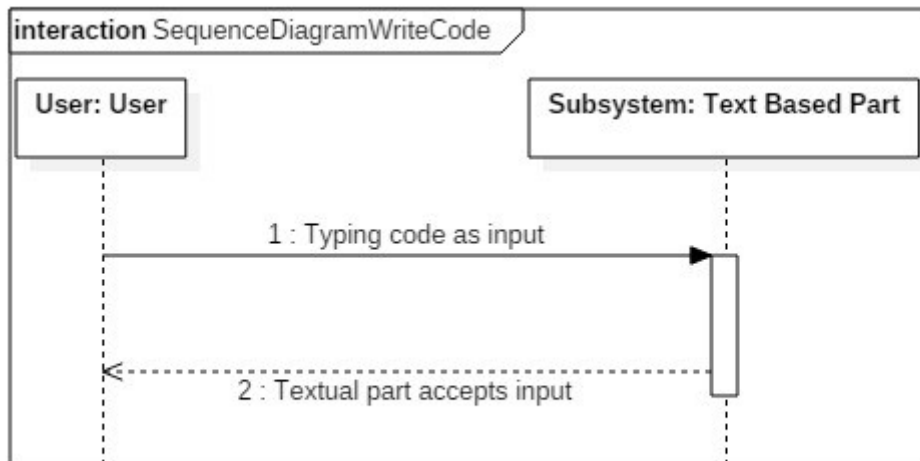 interaction SequenceDiagramWriteCode
User: User
Subsystem: Text Based Part
1 : Typing code as input
2 : Textual part accepts input